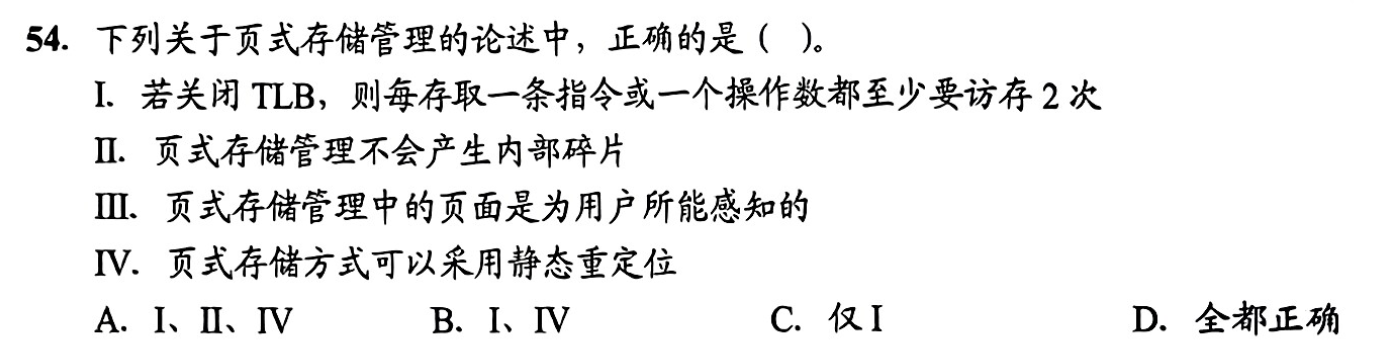 54. 下列关于页式存储管理的论述中，正确的是（ ）。
I. 若关闭 TLB，则每存取一条指令或一个操作数都至少要访存 2 次
II. 页式存储管理不会产生内部碎片
III. 页式存储管理中的页面是为用户所能感知的
IV. 页式存储方式可以采用静态重定位
A. I、II、IV B. I、IV C. 仅 I D. 全都正确